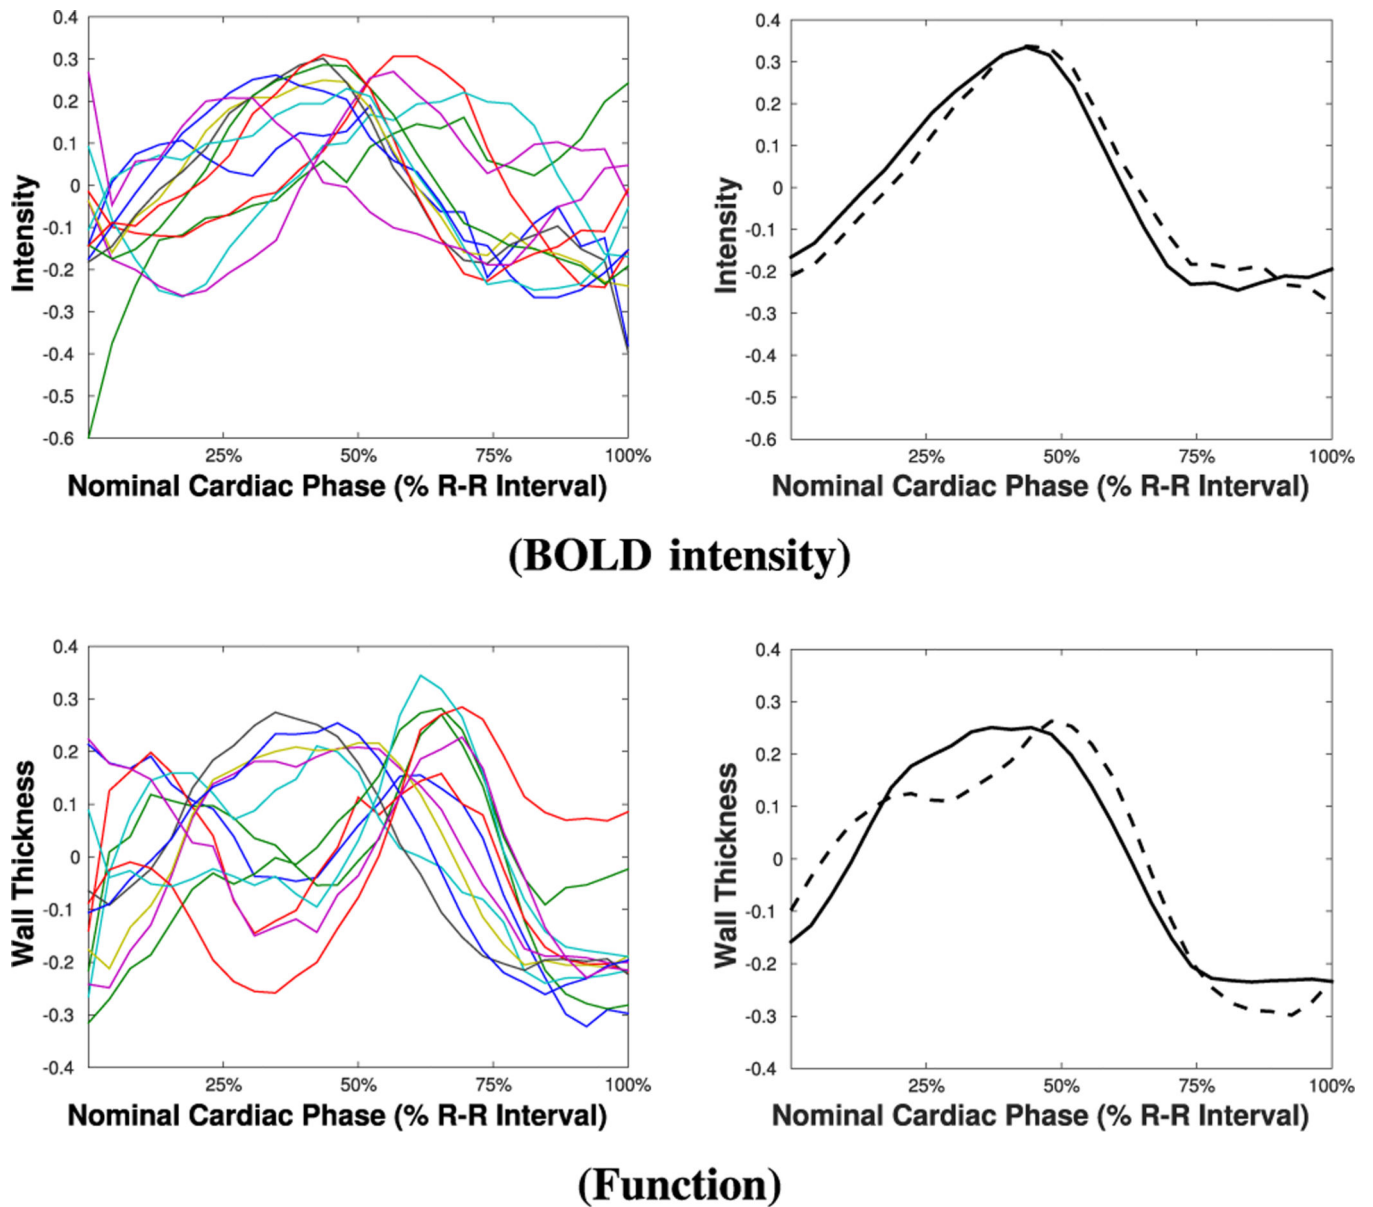 0.4
0.3
0.2
0.1
0
-0.1
-0.2
-0.3
-0.4
-0.5
-0.6
Intensity
25% 50% 75% 100%
Nominal Cardiac Phase (% R-R Interval)
0.4
0.3
0.2
0.1
0
-0.1
-0.2
-0.3
-0.4
-0.5
-0.6
Intensity
25% 50% 75% 100%
Nominal Cardiac Phase (% R-R Interval)
(BOLD intensity)
0.4
0.3
0.2
0.1
0
-0.1
-0.2
-0.3
-0.4
Wall Thickness
25% 50% 75% 100%
Nominal Cardiac Phase (% R-R Interval)
0.4
0.3
0.2
0.1
0
-0.1
-0.2
-0.3
-0.4
Wall Thickness
25% 50% 75% 100%
Nominal Cardiac Phase (% R-R Interval)
(Function)